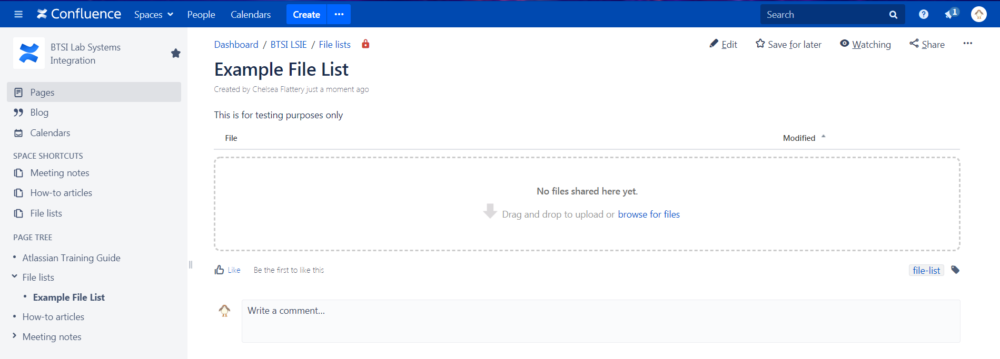 Confluence Spaces People Calendars Create ··· Search ? 1
BTSI Lab Systems
Integration
Pages
Blog
Calendars
SPACE SHORTCUTS
Meeting notes
How-to articles
File lists
PAGE TREE
Atlassian Training Guide
File lists
Example File List
How-to articles
Meeting notes
Dashboard / BTSI LSIE / File lists
Edit Save for later Watching Share ···
Example File List
Created by Chelsea Flattery just a moment ago
This is for testing purposes only
File Modified
No files shared here yet.
Drag and drop to upload or browse for files
Like Be the first to like this file-list
Write a comment...